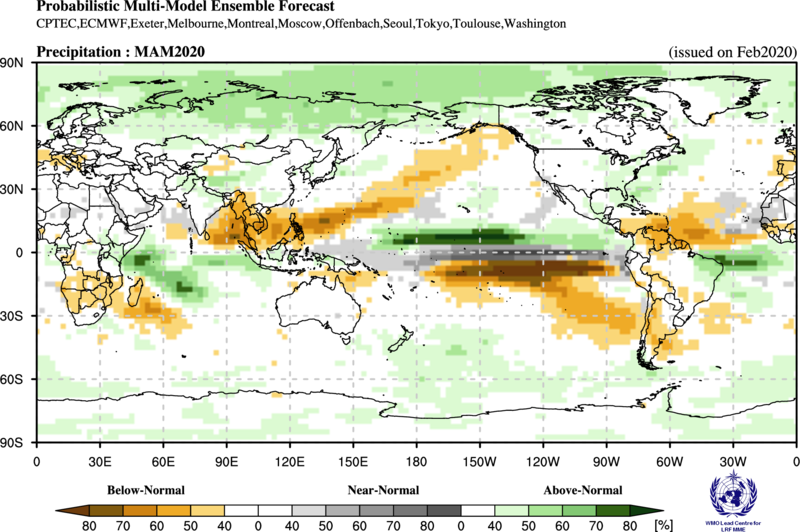 Probabilistic Multi-Model Ensemble Forecast
CPTEC,ECMWF,Exeter,Melbourne,Montreal,Moscow,Offenbach,Seoul,Tokyo,Toulouse,Washington
Precipitation : MAM2020 (issued on Feb2020)
90N
60N
30N
0
30S
60S
90S
0 30E 60E 90E 120E 150E 180 150W 120W 90W 60W 30W 0
Below-Normal Near-Normal Above-Normal
80 70 60 50 40 0 40 50 60 70 80 0 40 50 60 70 80 [%]
WMO Lead Centre for
LRFMME